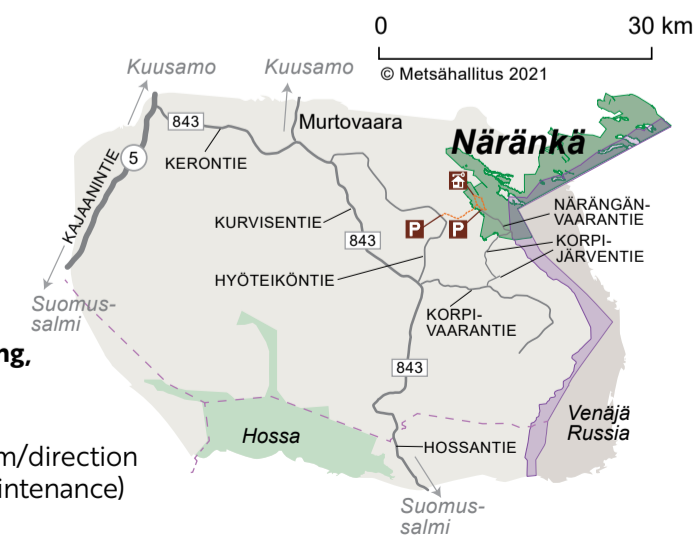 0 30 km
© Metsähallitus 2021
Kuusamo
Kuusamo
843
Murtovaara
Näränkä
5
KERONTIE
KAJAANINTIE
KURVISENTIE
843
P
P
NÄRÄNGÄN-
VAARANTIE
KORPI-
JÄRVENTIE
HYÖTEIKÖNTIE
Suomus-
salmi
KORPI-
VAARANTIE
ng,
843
Hossa
Venäjä
Russia
HOSSANTIE
m/direction
intenance)
Suomus-
salmi